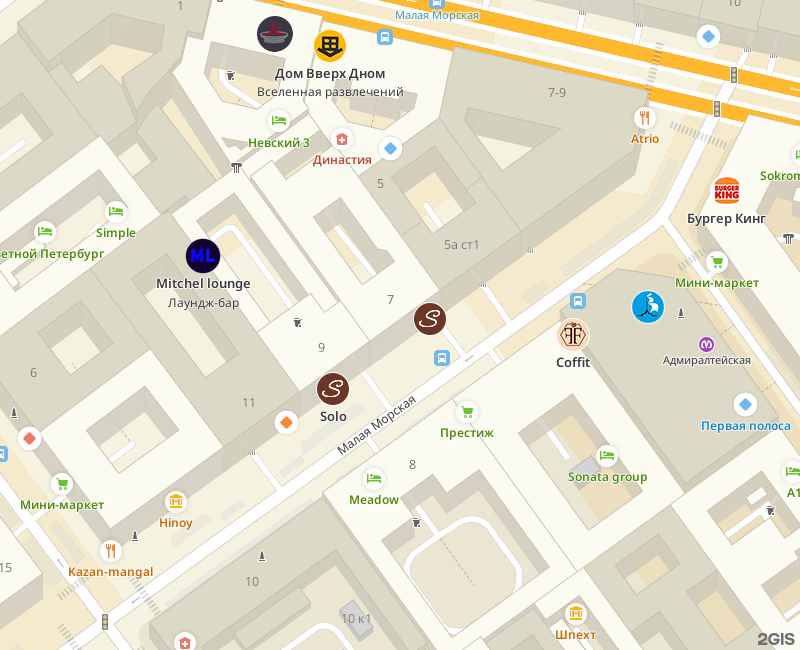 1
10
Малая Морская
Дом Вверх Дном
Вселенная развлечений
7-9
Невский 3
Династия
Atrio
5
Sokrom
BURGER
KING
Бургер Кинг
Simple
5а ст1
ветной Петербург
ML
Mitchel lounge
Лаундж-бар
Мини-маркет
7
S
9
Coffit
Адмиралтейская
6
S
11
Solo
Малая Морская
Престиж
Первая полоса
8
Sonata group
Meadow
A1
Мини-маркет
Hinoy
15
Kazan-mangal
10
10 к1
Шпехт
2GIS